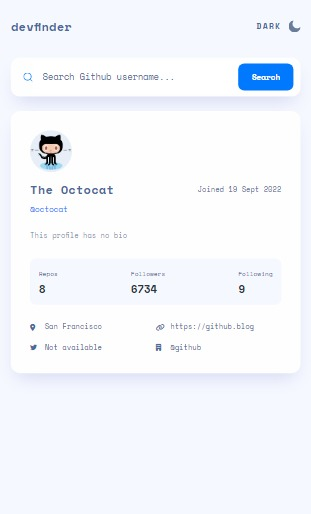 devfinder
DARK
Search Github username...
Search
The Octocat
Joined 19 Sept 2022
@octocat
This profile has no bio
Repos
Followers
Following
8
6734
9
San Francisco
https://github.blog
Not available
@github